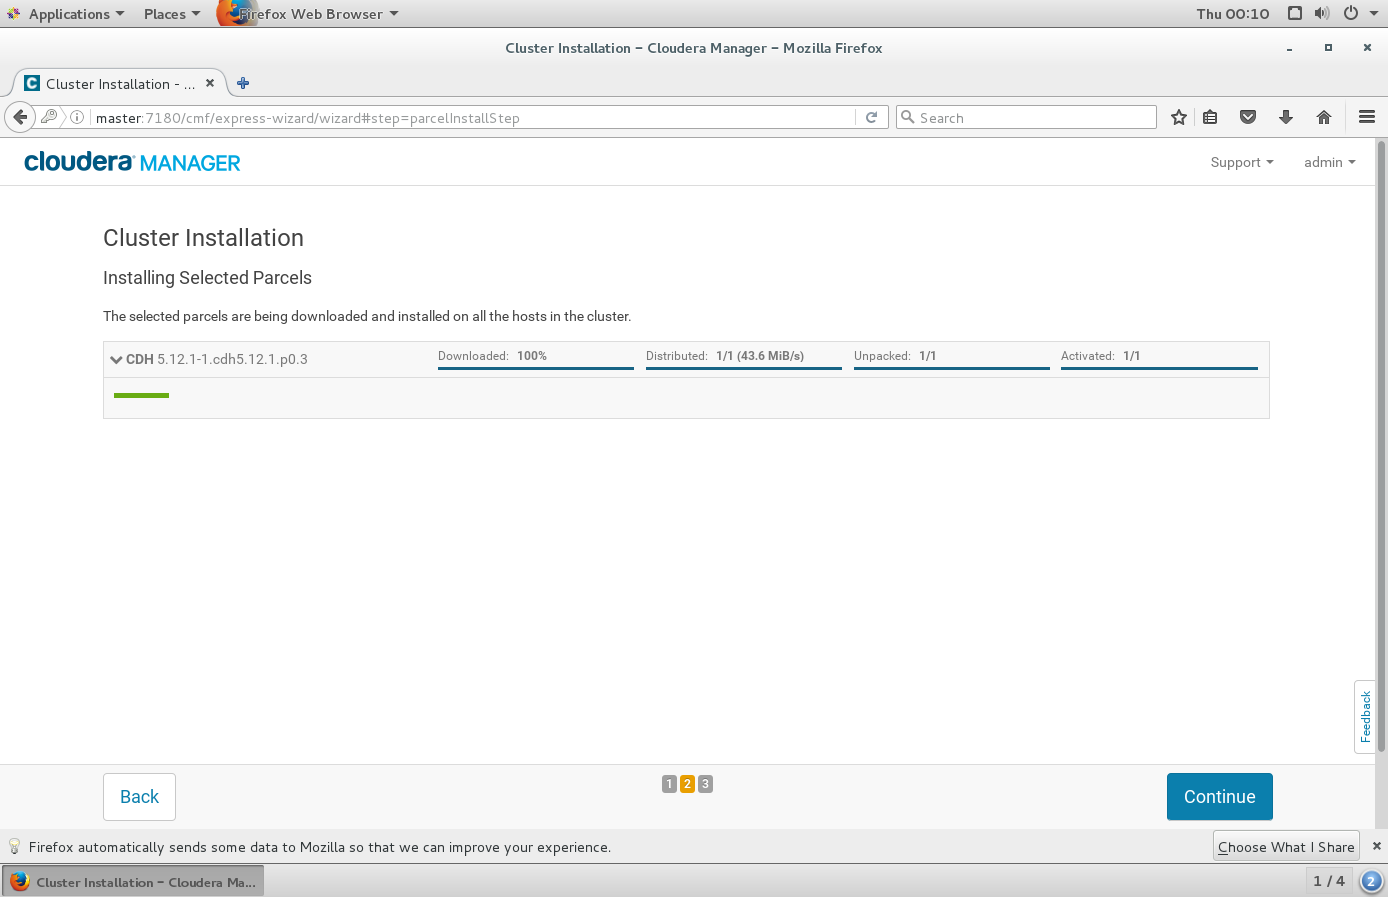 Applications Places Firefox Web Browser Thu 00:10
Cluster Installation - Cloudera Manager - Mozilla Firefox
Cluster Installation - ...
master:7180/cmf/express-wizard/wizard#step=parcelInstallStep Search
cloudera MANAGER Support admin
Cluster Installation
Installing Selected Parcels
The selected parcels are being downloaded and installed on all the hosts in the cluster.
CDH 5.12.1-1.cdh5.12.1.p0.3 Downloaded: 100% Distributed: 1/1 (43.6 MiB/s) Unpacked: 1/1 Activated: 1/1
Feedback
Back 1 2 3 Continue
Firefox automatically sends some data to Mozilla so that we can improve your experience. Choose What I Share
Cluster Installation - Cloudera Ma... 1 / 4 2